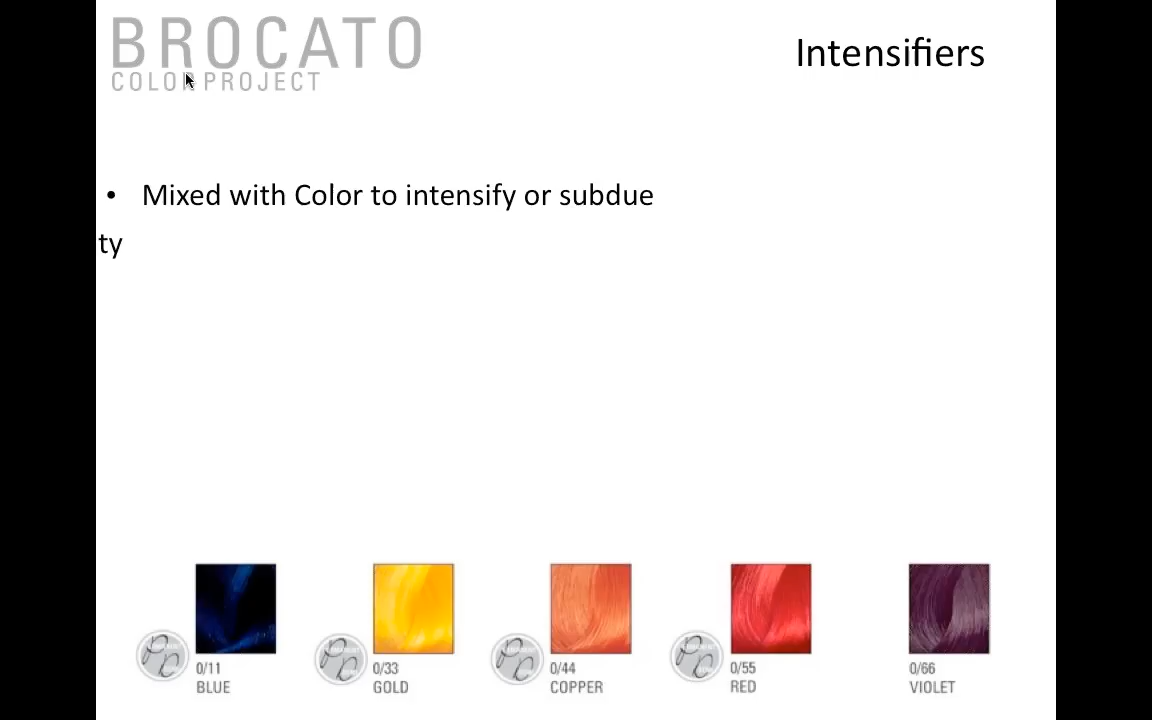 BROCATO
COLOR PROJECT
Intensifiers
• Mixed with Color to intensify or subdue
ty
0/11
BLUE
0/33
GOLD
0/44
COPPER
0/55
RED
0/66
VIOLET